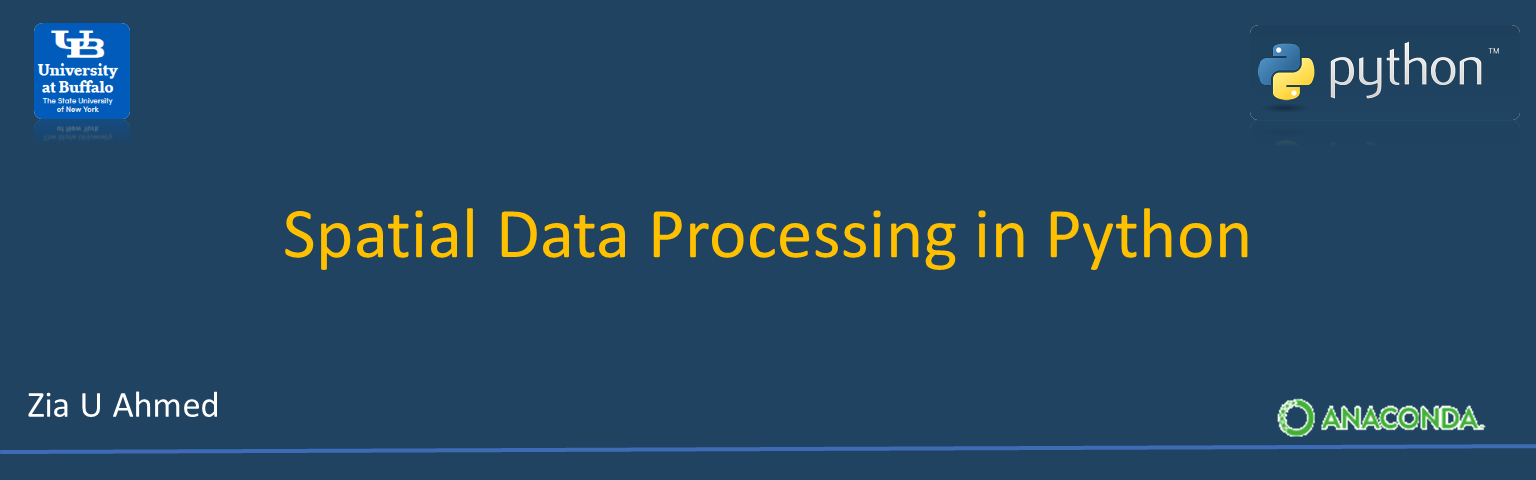 UB
University
at Buffalo
The State University
of New York
python™
Spatial Data Processing in Python
Zia U Ahmed
ANACONDA.